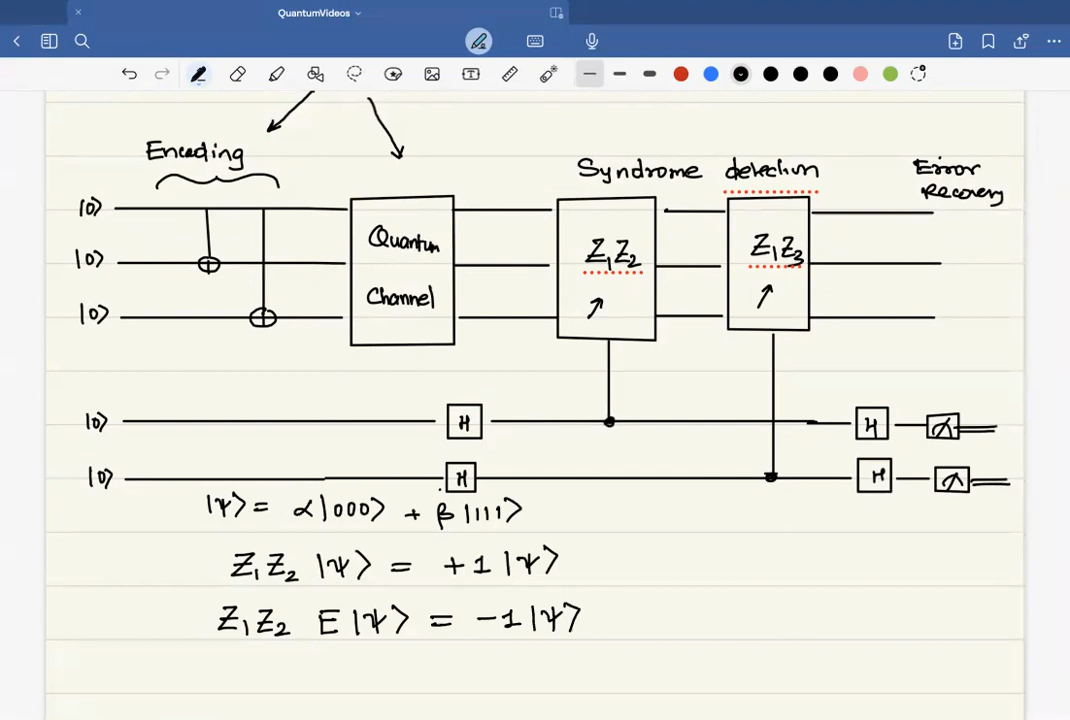 QuantumVideos
Encoding
Syndrome detection
Error
Recovery
|0⟩
|0⟩
|0⟩
Quantum
Channel
Z₁Z₂
Z₁Z₃
|0⟩ H H
|0⟩ H H
|ψ⟩ = α|000⟩ + β|111⟩
Z₁Z₂ |ψ⟩ = +1|ψ⟩
Z₁Z₂ E|ψ⟩ = -1|ψ⟩